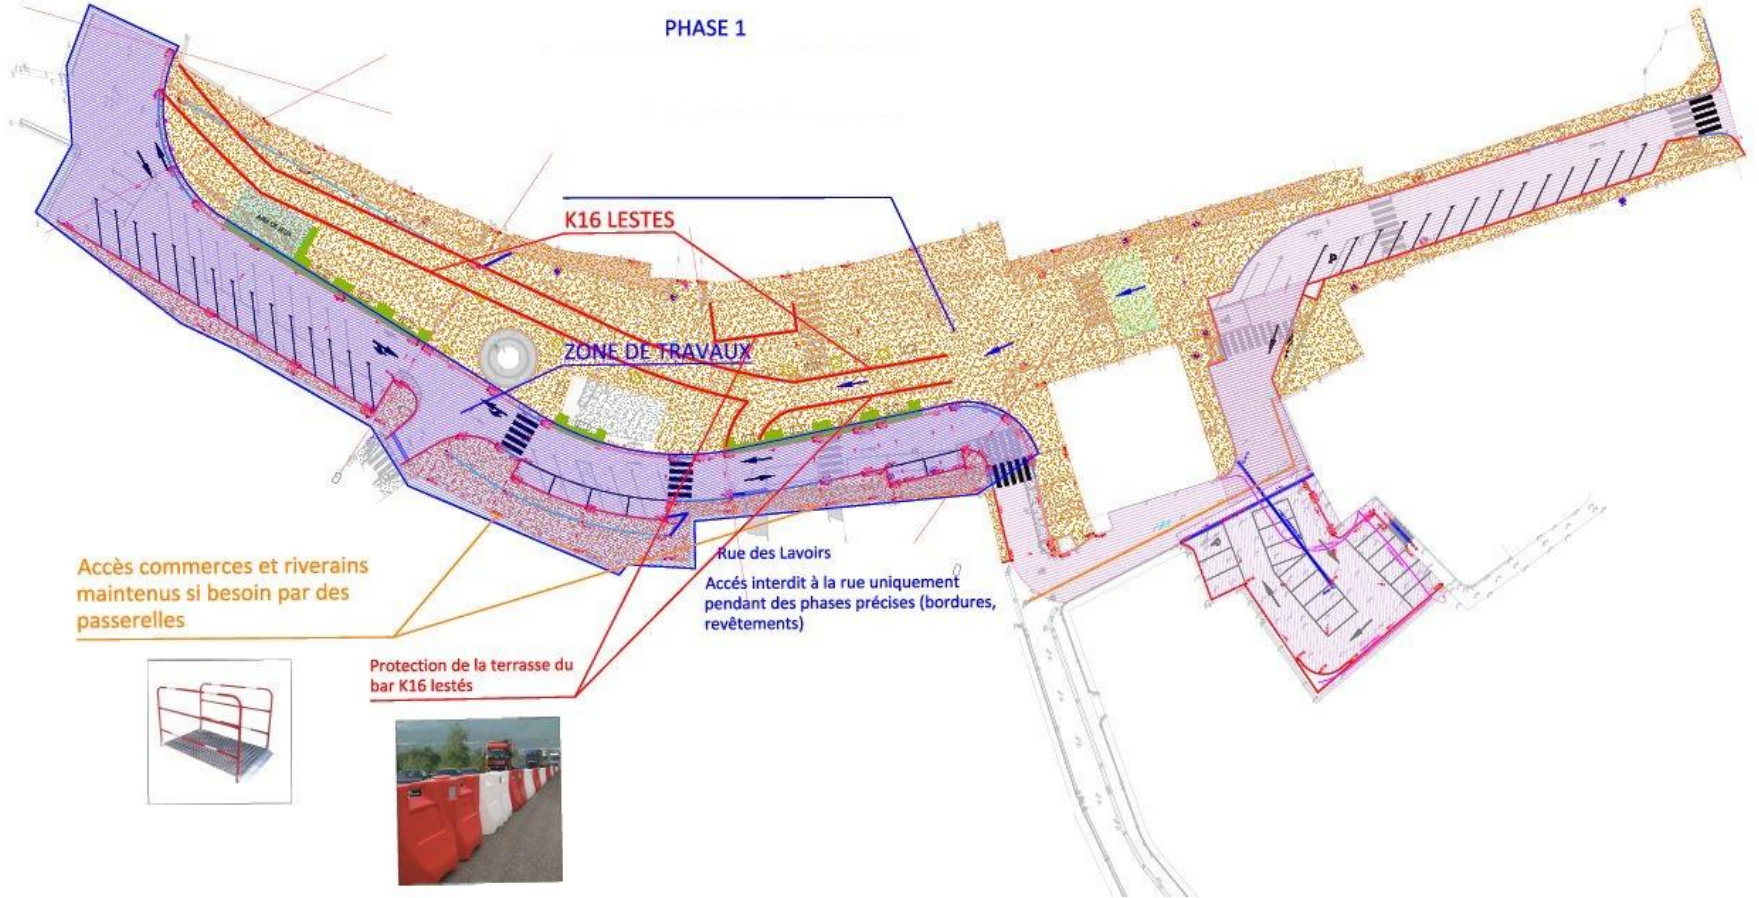 PHASE 1
K16 LESTES
ZONE DE TRAVAUX
P
Accès commerces et riverains
maintenus si besoin par des
passerelles
Protection de la terrasse du
bar K16 lestés
Rue des Lavoirs
Accés interdit à la rue uniquement
pendant des phases précises (bordures,
revêtements)